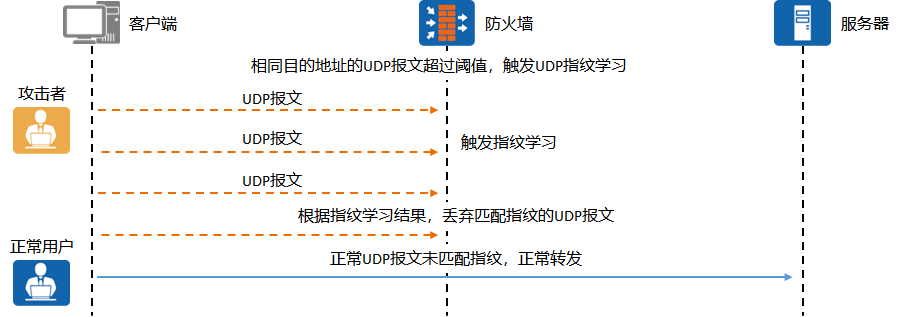 客户端
防火墙
服务器
相同目的地址的UDP报文超过阈值，触发UDP指纹学习
攻击者
UDP报文
UDP报文
触发指纹学习
UDP报文
根据指纹学习结果，丢弃匹配指纹的UDP报文
正常用户
正常UDP报文未匹配指纹，正常转发